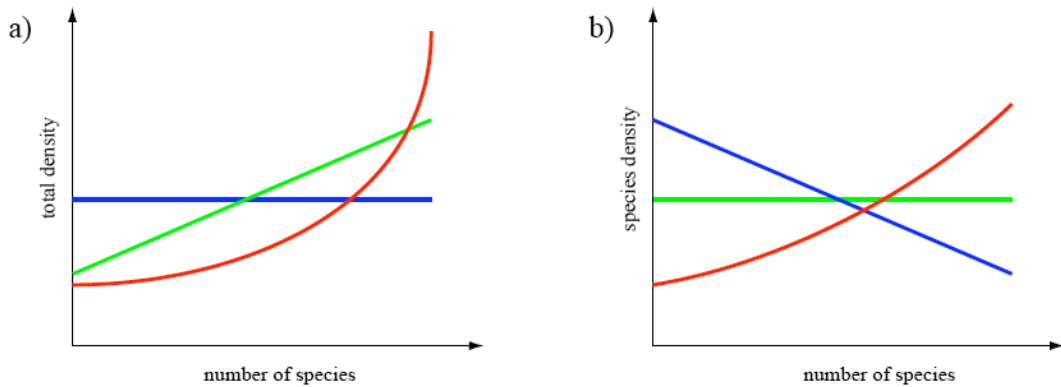 a)
total density
number of species
b)
species density
number of species